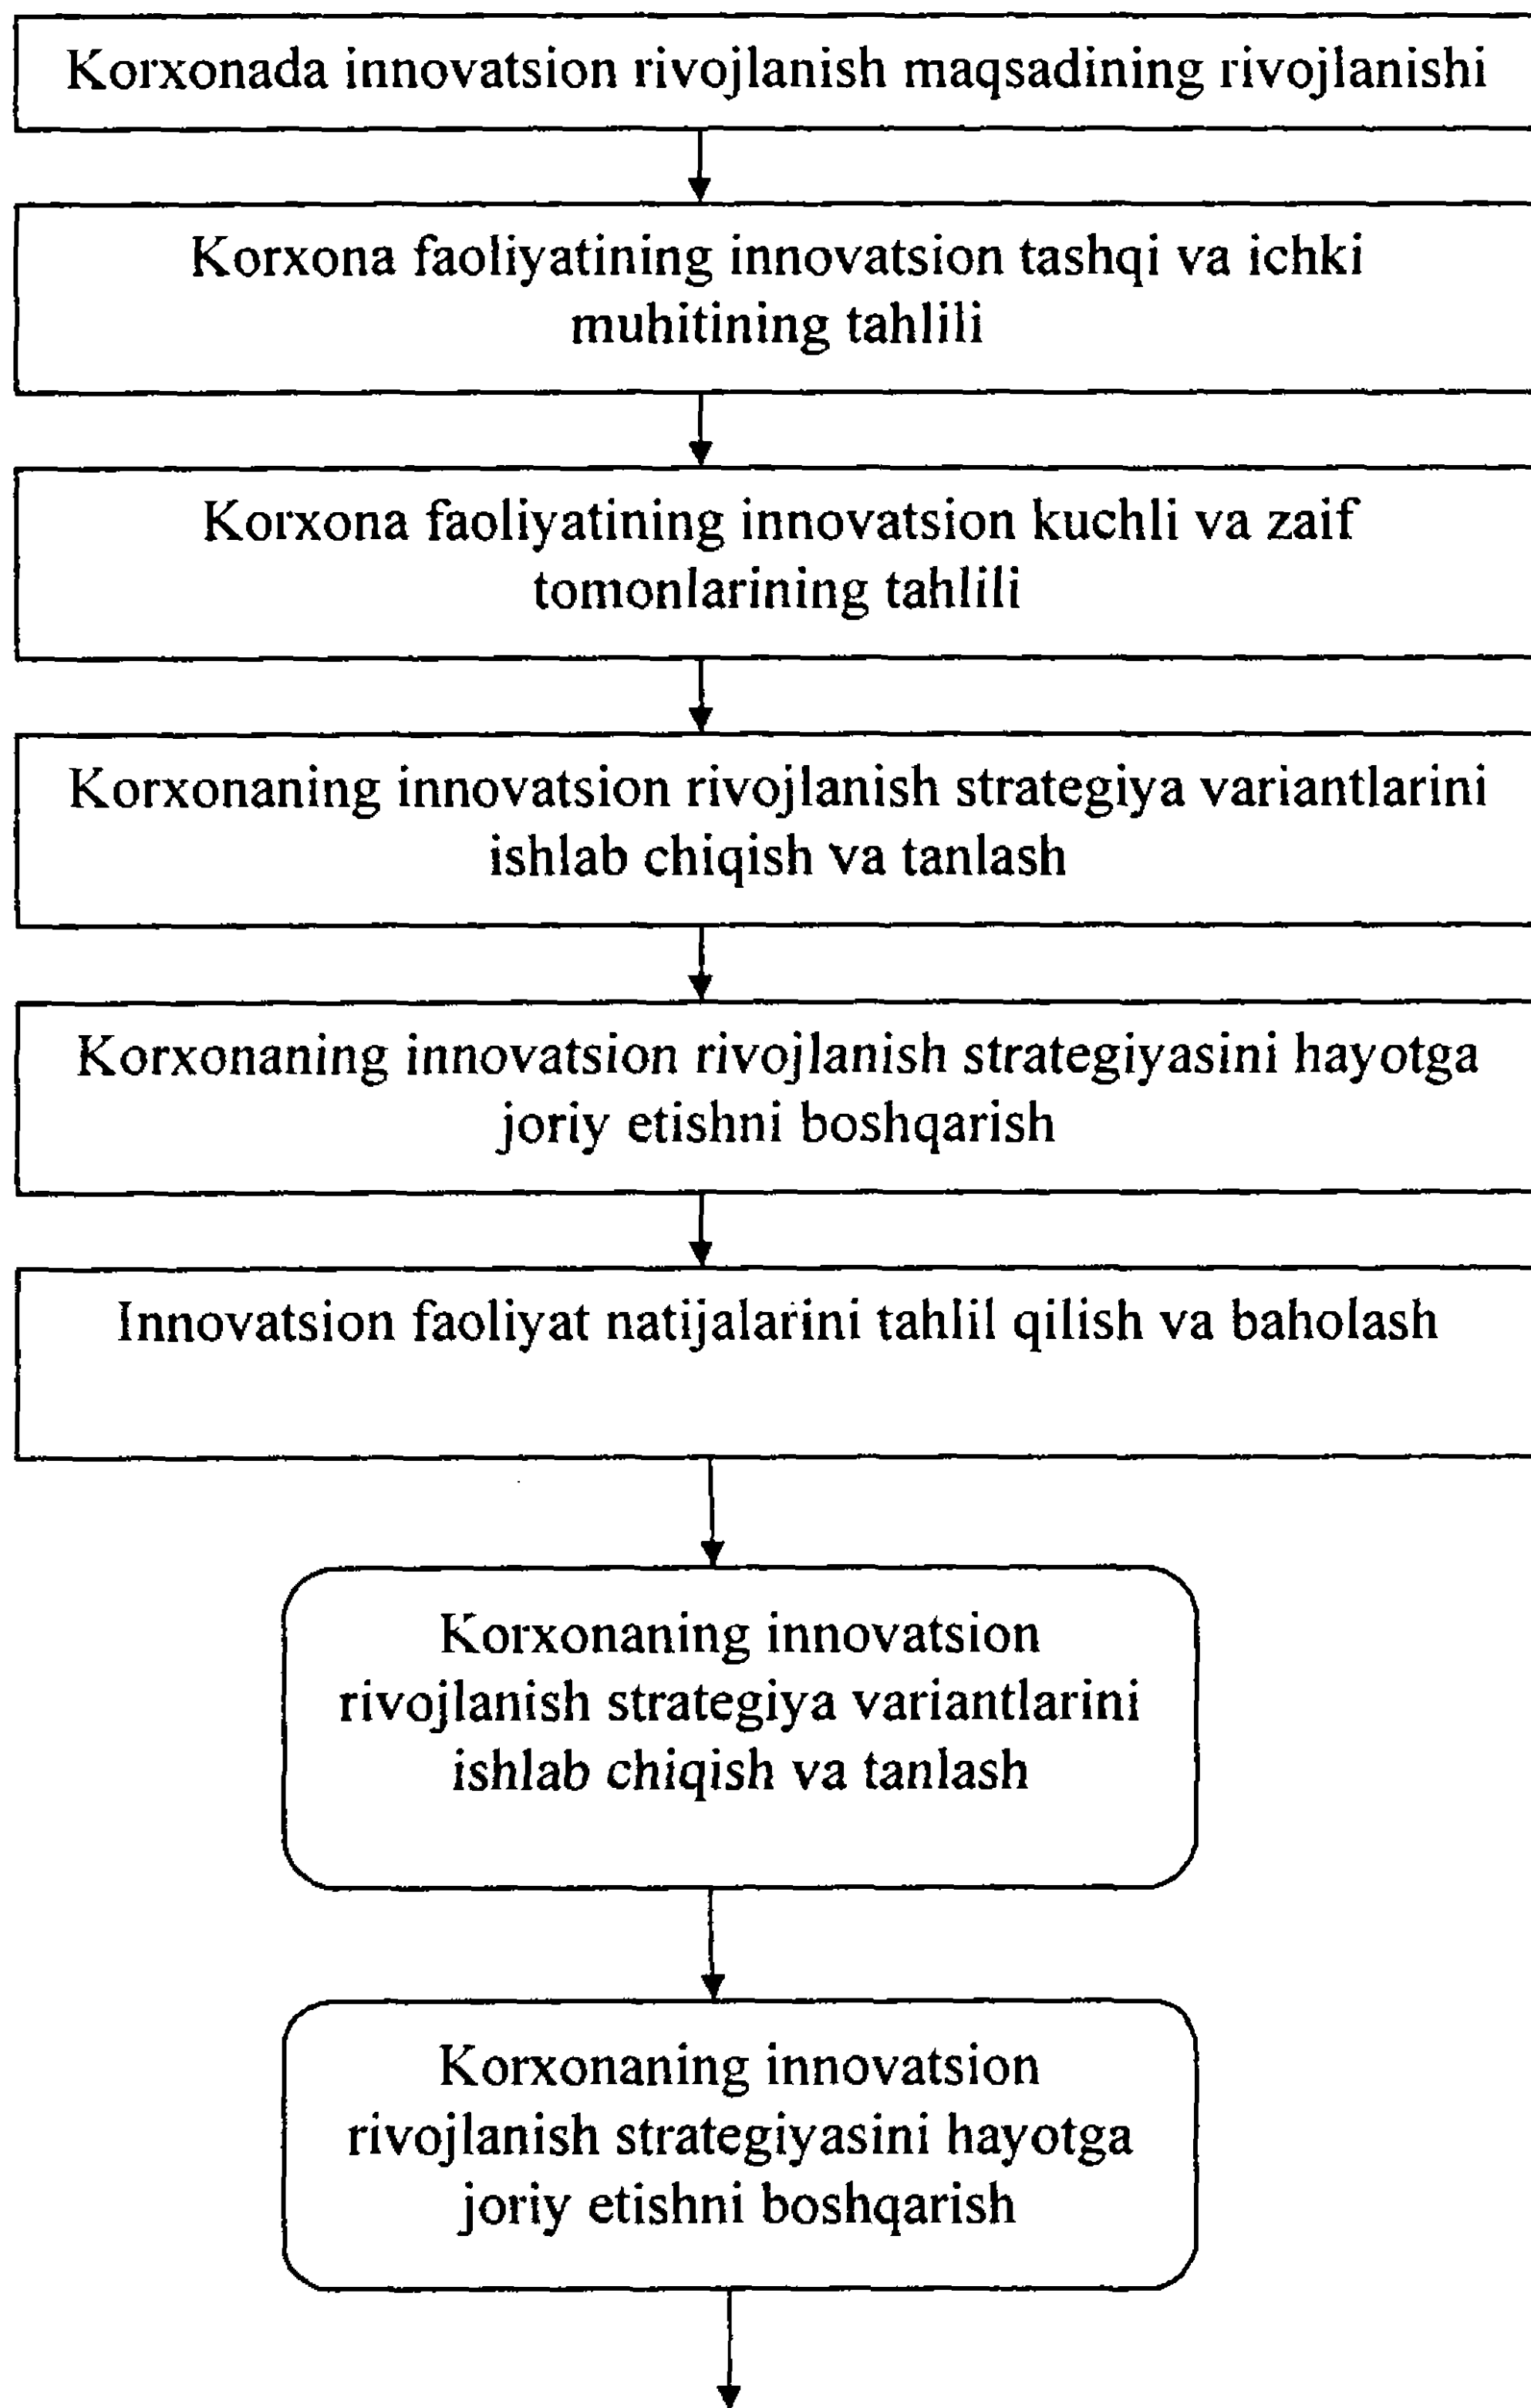 Korxonada innovatsion rivojlanish maqsadining rivojlanishi
Korxona faoliyatining innovatsion tashqi va ichki
muhitining tahlili
Korxona faoliyatining innovatsion kuchli va zaif
tomonlarining tahlili
Korxonaning innovatsion rivojlanish strategiya variantlarini
ishlab chiqish va tanlash
Korxonaning innovatsion rivojlanish strategiyasini hayotga
joriy etishni boshqarish
Innovatsion faoliyat natijalarini tahlil qilish va baholash
Korxonaning innovatsion
rivojlanish strategiya variantlarini
ishlab chiqish va tanlash
Korxonaning innovatsion
rivojlanish strategiyasini hayotga
joriy etishni boshqarish